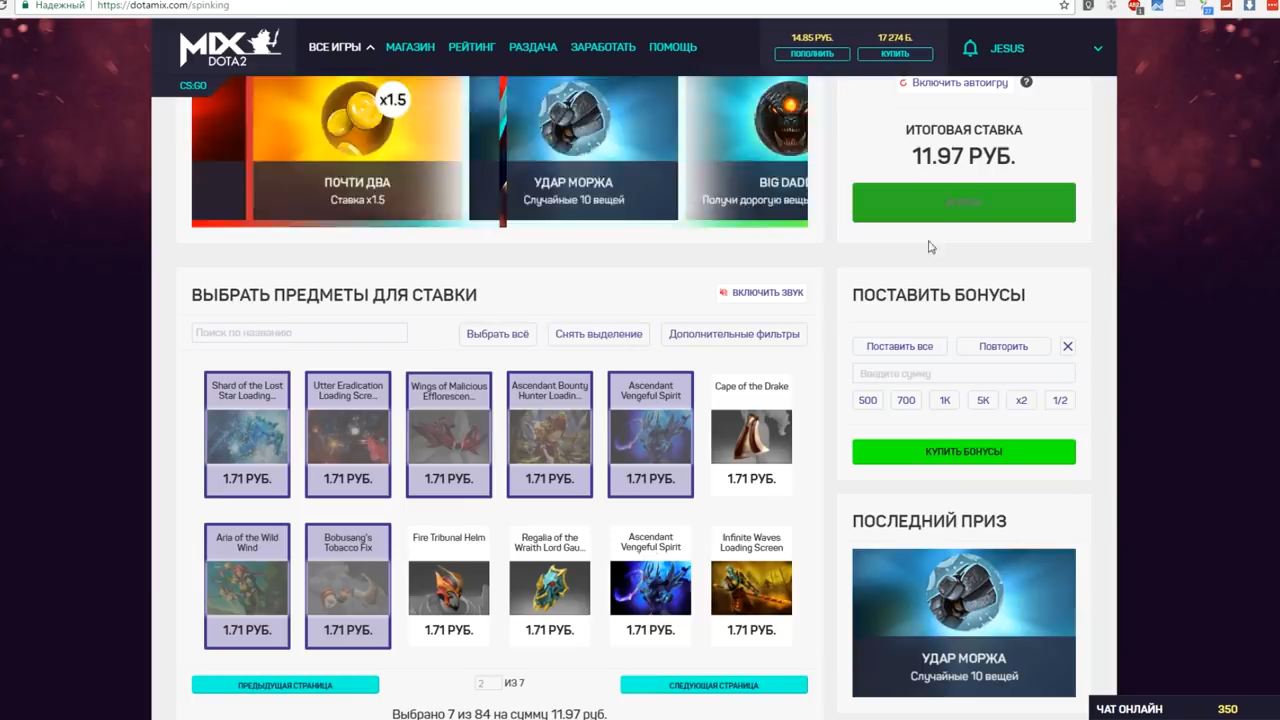 Надежный
https://dotamix.com/spinking
MIX
DOTA2
ВСЕ ИГРЫ
МАГАЗИН
РЕЙТИНГ
РАЗДАЧА
ЗАРАБОТАТЬ
ПОМОЩЬ
14.85 РУБ.
ПОПОЛНИТЬ
17 274 Б.
КУПИТЬ
JESUS
CS:GO
x1.5
ПОЧТИ ДВА
Ставка x1.5
УДАР МОРЖА
Случайные 10 вещей
BIG DADD
Получи дорогую вещь
Включить автоигру
?
ИТОГОВАЯ СТАВКА
11.97 РУБ.
ВЫБРАТЬ ПРЕДМЕТЫ ДЛЯ СТАВКИ
ВКЛЮЧИТЬ ЗВУК
Поиск по названию
Выбрать всё
Снять выделение
Дополнительные фильтры
Shard of the Lost
Star Loading...
1.71 РУБ.
Utter Eradication
Loading Scre...
1.71 РУБ.
Wings of Malicious
Efflorescen...
1.71 РУБ.
Ascendant Bounty
Hunter Loadin...
1.71 РУБ.
Ascendant
Vengeful Spirit
1.71 РУБ.
Cape of the Drake
1.71 РУБ.
Aria of the Wild
Wind
1.71 РУБ.
Bobusang's
Tobacco Fix
1.71 РУБ.
Fire Tribunal Helm
1.71 РУБ.
Regalia of the
Wraith Lord Gau...
1.71 РУБ.
Ascendant
Vengeful Spirit
1.71 РУБ.
Infinite Waves
Loading Screen
1.71 РУБ.
ПРЕДЫДУЩАЯ СТРАНИЦА
2 ИЗ 7
СЛЕДУЮЩАЯ СТРАНИЦА
Выбрано 7 из 84 на сумму 11.97 руб.
ПОСТАВИТЬ БОНУСЫ
Поставить все
Повторить
Введите сумму
500
700
1K
5K
x2
1/2
КУПИТЬ БОНУСЫ
ПОСЛЕДНИЙ ПРИЗ
УДАР МОРЖА
Случайные 10 вещей
ЧАТ ОНЛАЙН
350